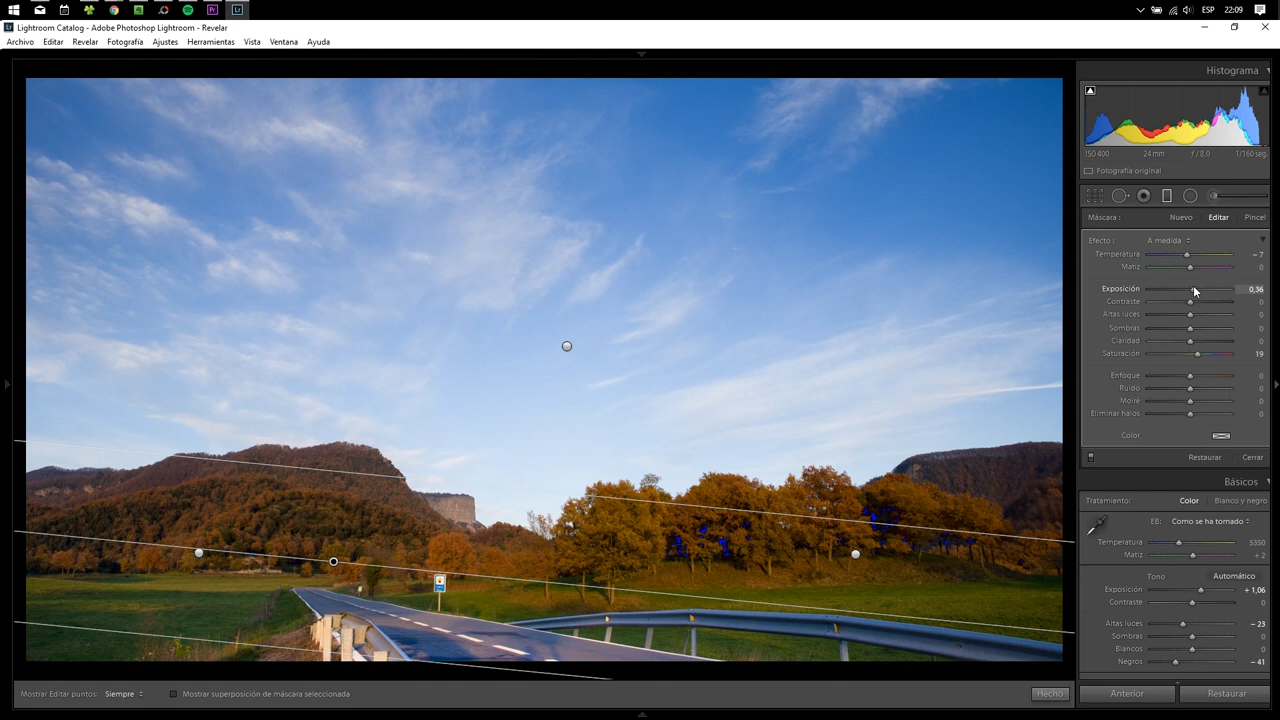 Pr
Lr
ESP
22:09
Lr
Lightroom Catalog - Adobe Photoshop Lightroom - Revelar
Archivo Editar Revelar Fotografía Ajustes Herramientas Vista Ventana Ayuda
Histograma
ISO 400 24 mm ƒ / 8,0 1/160 seg.
Fotografía original
Máscara : Nuevo Editar Pincel
Efecto : A medida
Temperatura – 7
Matiz 0
Exposición 0,36
Contraste 0
Altas luces 0
Sombras 0
Claridad 0
Saturación 19
Enfoque 0
Ruido 0
Moiré 0
Eliminar halos 0
Color
Restaurar Cerrar
Básicos
Tratamiento: Color Blanco y negro
EB: Como se ha tomado
Temperatura 5350
Matiz + 2
Tono Automático
Exposición + 1,06
Contraste 0
Altas luces – 23
Sombras 0
Blancos 0
Negros – 41
Mostrar Editar puntos: Siempre Mostrar superposición de máscara seleccionada Hecho
Anterior Restaurar